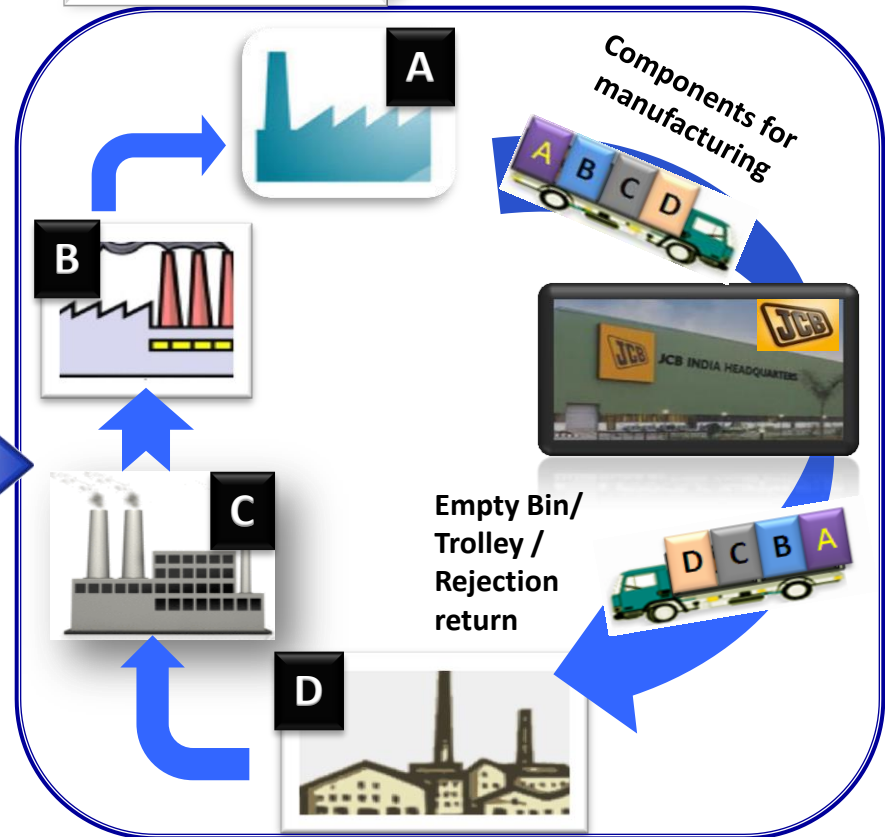 A
Components for
manufacturing
A B C D
B
JCB
JCB JCB INDIA HEADQUARTERS
C
Empty Bin/
Trolley /
Rejection
return
D C B A
D